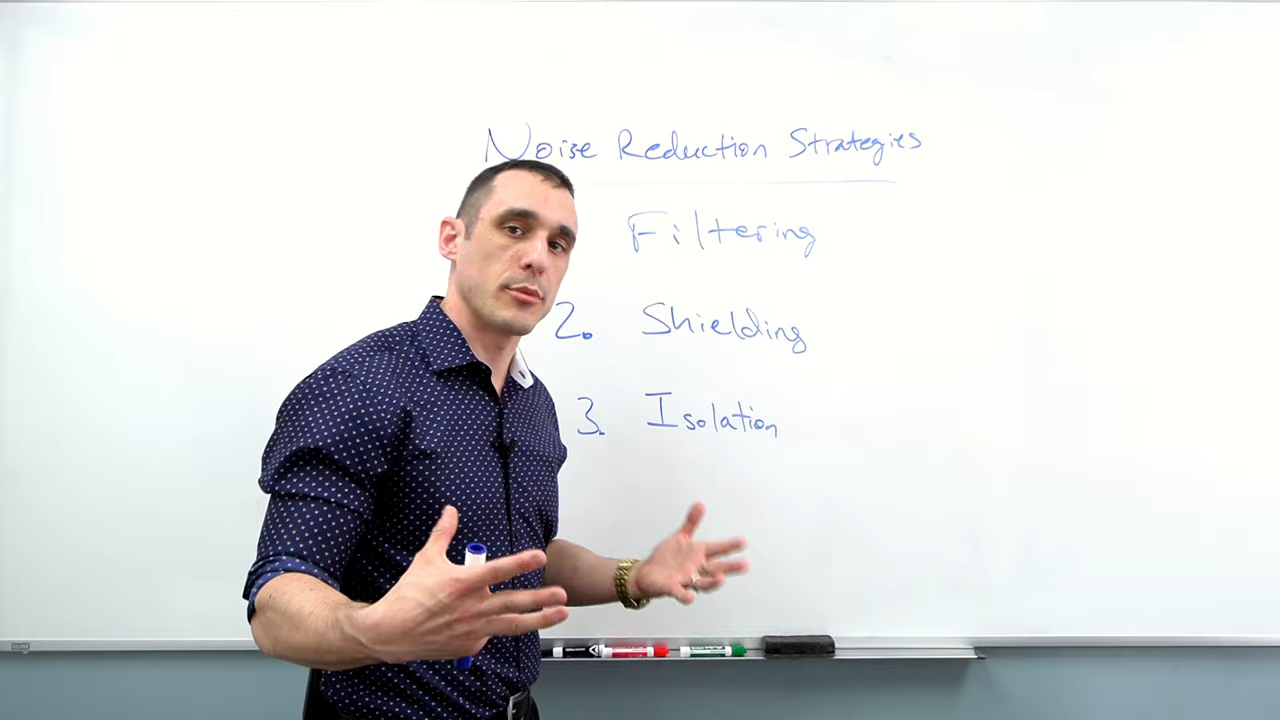 Noise Reduction Strategies
Filtering
2. Shielding
3. Isolation